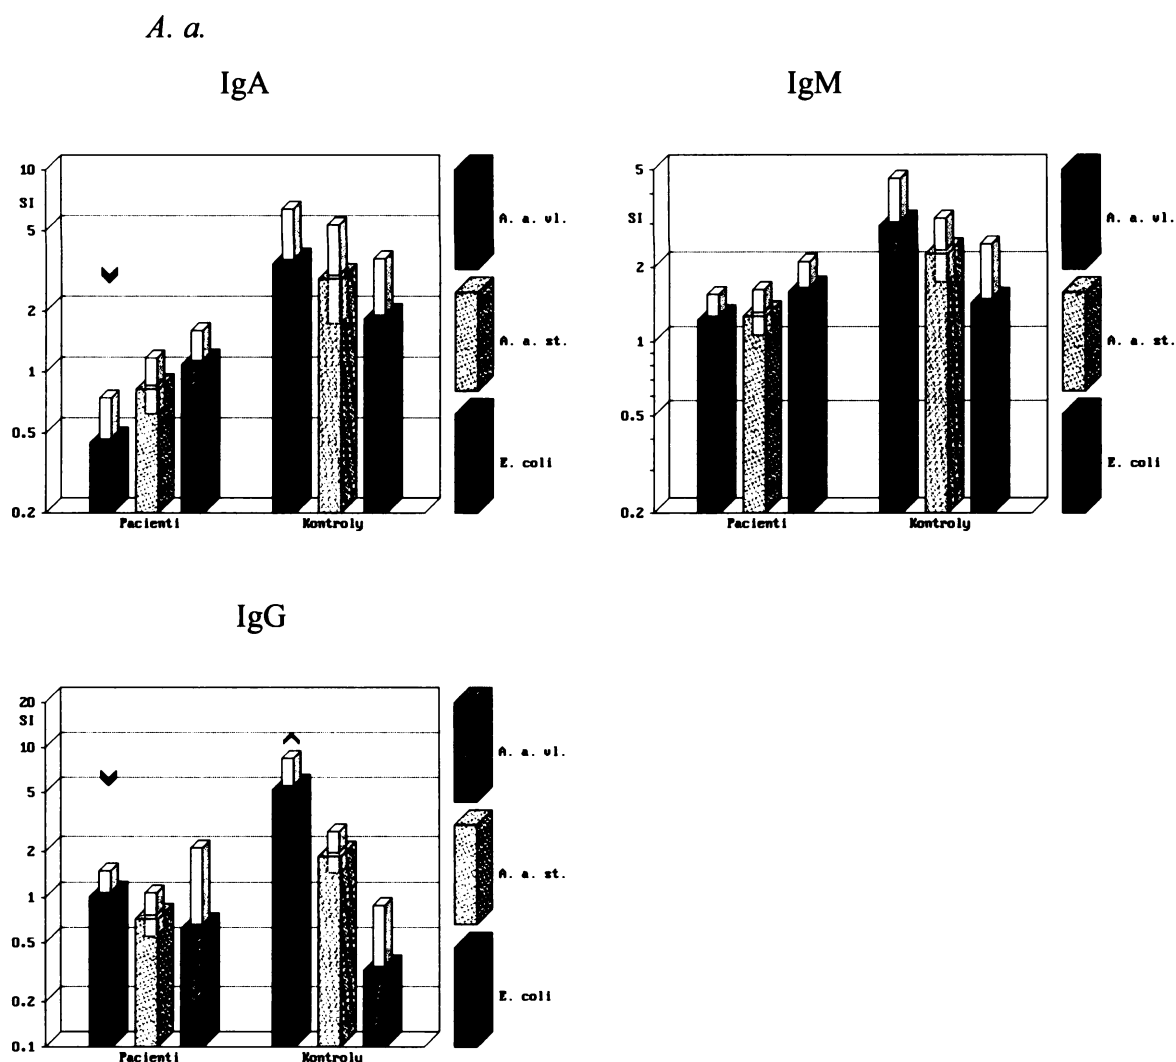 A. a.
IgA
10
SI
5
2
1
0.5
0.2
Pacienti
Kontroly
A. a. vl.
A. a. st.
E. coli
IgM
5
SI
2
1
0.5
0.2
Pacienti
Kontroly
A. a. vl.
A. a. st.
E. coli
IgG
20
SI
10
5
2
1
0.5
0.2
0.1
Pacienti
Kontroly
A. a. vl.
A. a. st.
E. coli